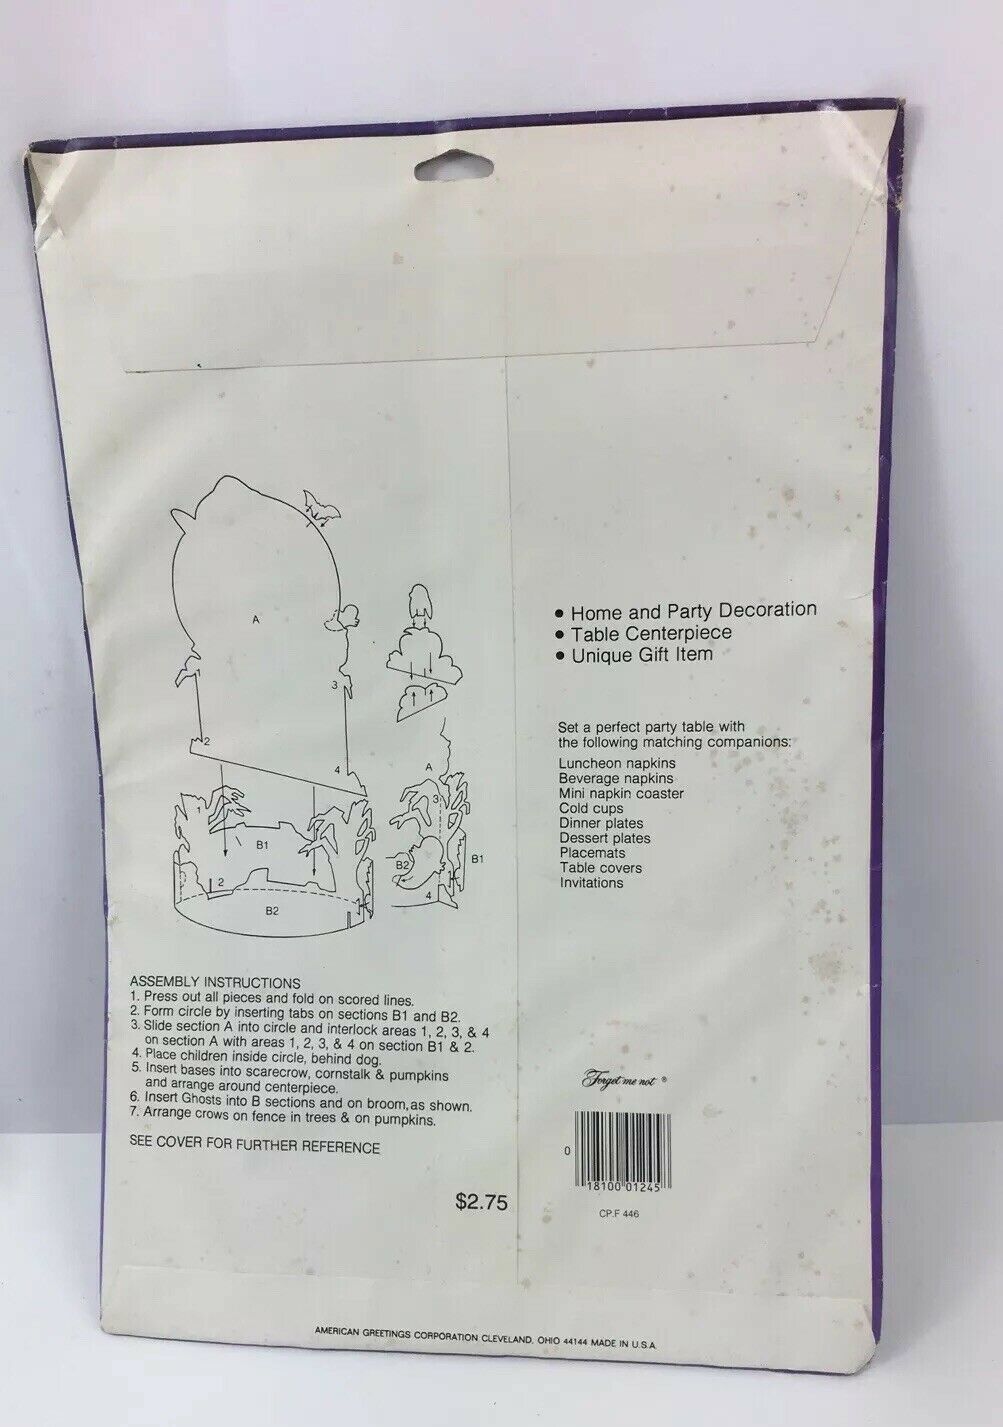 A
3
2
4
1
B1
2
B2
A
3
B2
B1
4
• Home and Party Decoration
• Table Centerpiece
• Unique Gift Item
Set a perfect party table with
the following matching companions:
Luncheon napkins
Beverage napkins
Mini napkin coaster
Cold cups
Dinner plates
Dessert plates
Placemats
Table covers
Invitations
ASSEMBLY INSTRUCTIONS
1. Press out all pieces and fold on scored lines.
2. Form circle by inserting tabs on sections B1 and B2.
3. Slide section A into circle and interlock areas 1, 2, 3, & 4
on section A with areas 1, 2, 3, & 4 on section B1 & 2.
4. Place children inside circle, behind dog.
5. Insert bases into scarecrow, cornstalk & pumpkins
and arrange around centerpiece.
6. Insert Ghosts into B sections and on broom, as shown.
7. Arrange crows on fence in trees & on pumpkins.
SEE COVER FOR FURTHER REFERENCE
$2.75
Forget me not ®
0 18100 01245
CP.F 446
AMERICAN GREETINGS CORPORATION CLEVELAND, OHIO 44144 MADE IN U.S.A.